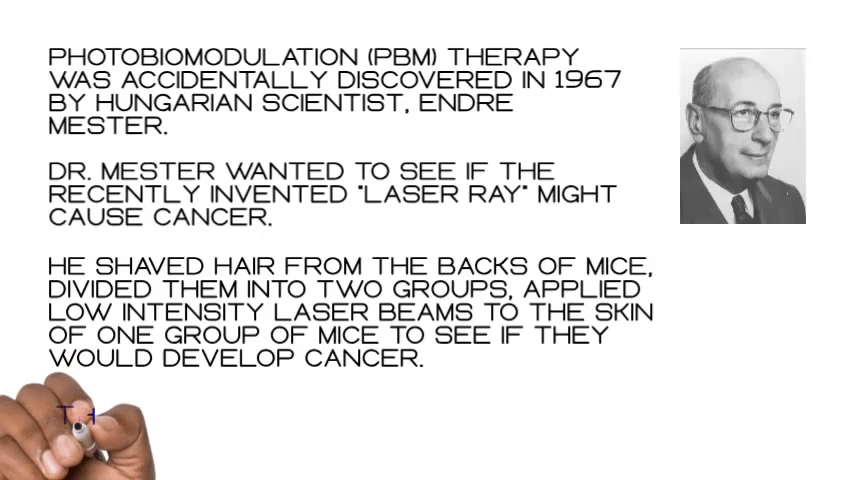 PHOTOBIOMODULATION (PBM) THERAPY
WAS ACCIDENTALLY DISCOVERED IN 1967
BY HUNGARIAN SCIENTIST, ENDRE
MESTER.
DR. MESTER WANTED TO SEE IF THE
RECENTLY INVENTED "LASER RAY" MIGHT
CAUSE CANCER.
HE SHAVED HAIR FROM THE BACKS OF MICE,
DIVIDED THEM INTO TWO GROUPS, APPLIED
LOW INTENSITY LASER BEAMS TO THE SKIN
OF ONE GROUP OF MICE TO SEE IF THEY
WOULD DEVELOP CANCER.